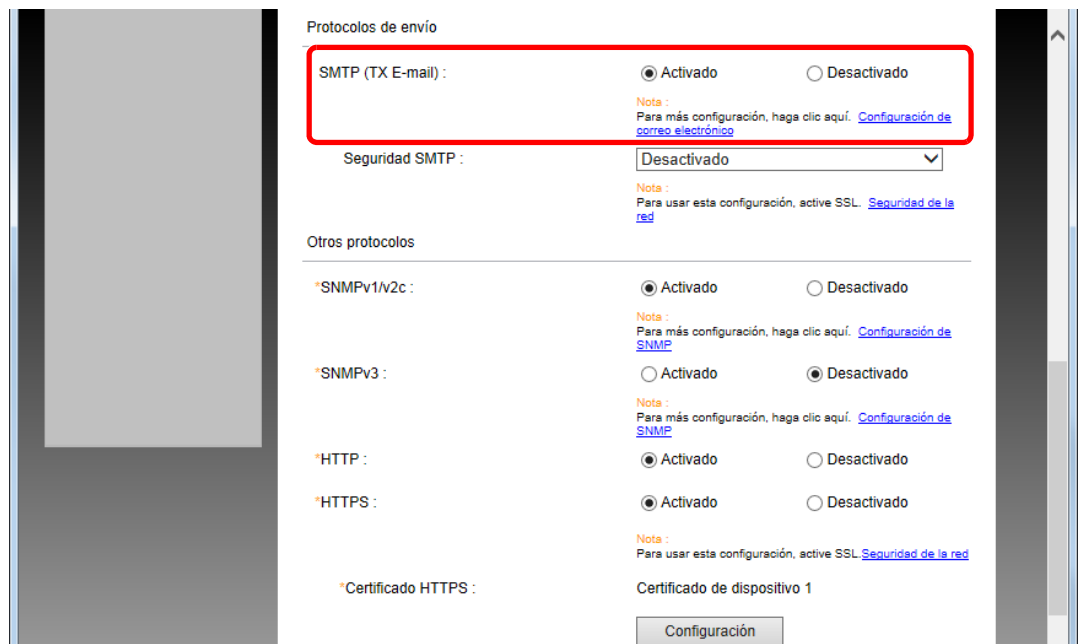 Protocolos de envío
SMTP (TX E-mail) : Activado Desactivado
Nota :
Para más configuración, haga clic aquí. Configuración de
correo electrónico
Seguridad SMTP : Desactivado
Nota :
Para usar esta configuración, active SSL. Seguridad de la
red
Otros protocolos
*SNMPv1/v2c : Activado Desactivado
Nota :
Para más configuración, haga clic aquí. Configuración de
SNMP
*SNMPv3 : Activado Desactivado
Nota :
Para más configuración, haga clic aquí. Configuración de
SNMP
*HTTP : Activado Desactivado
*HTTPS : Activado Desactivado
Nota :
Para usar esta configuración, active SSL.Seguridad de la red
*Certificado HTTPS : Certificado de dispositivo 1
Configuración